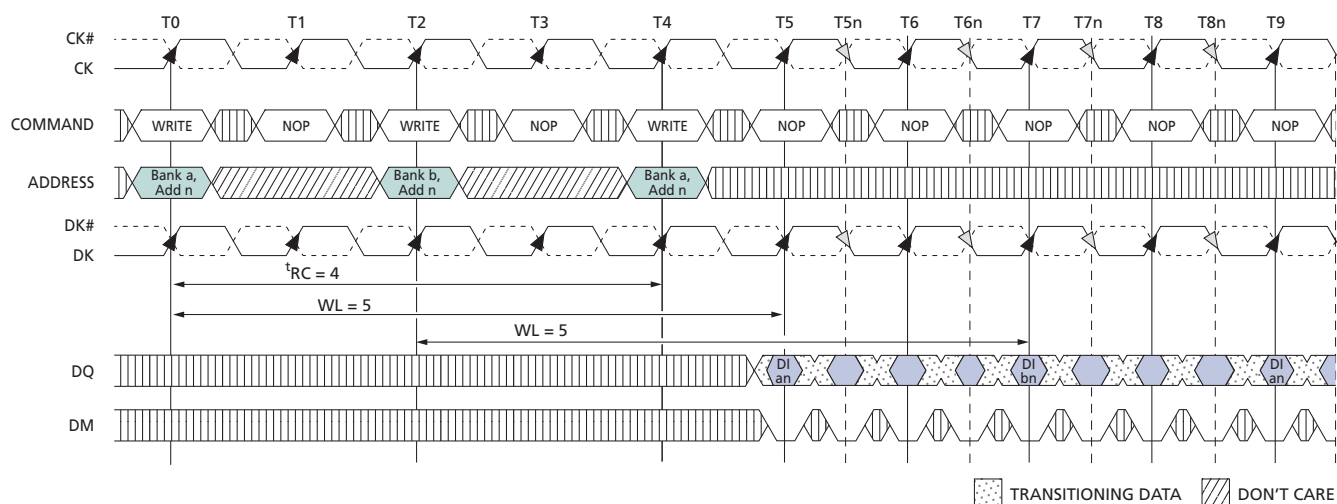 T0 T1 T2 T3 T4 T5 T5n T6 T6n T7 T7n T8 T8n T9
CK#
CK
COMMAND WRITE NOP WRITE NOP WRITE NOP NOP NOP NOP NOP
ADDRESS Bank a, Add n Bank b, Add n Bank a, Add n
DK#
DK
tRC = 4
WL = 5
WL = 5
DQ DI an DI bn DI an
DM
TRANSITIONING DATA DON'T CARE